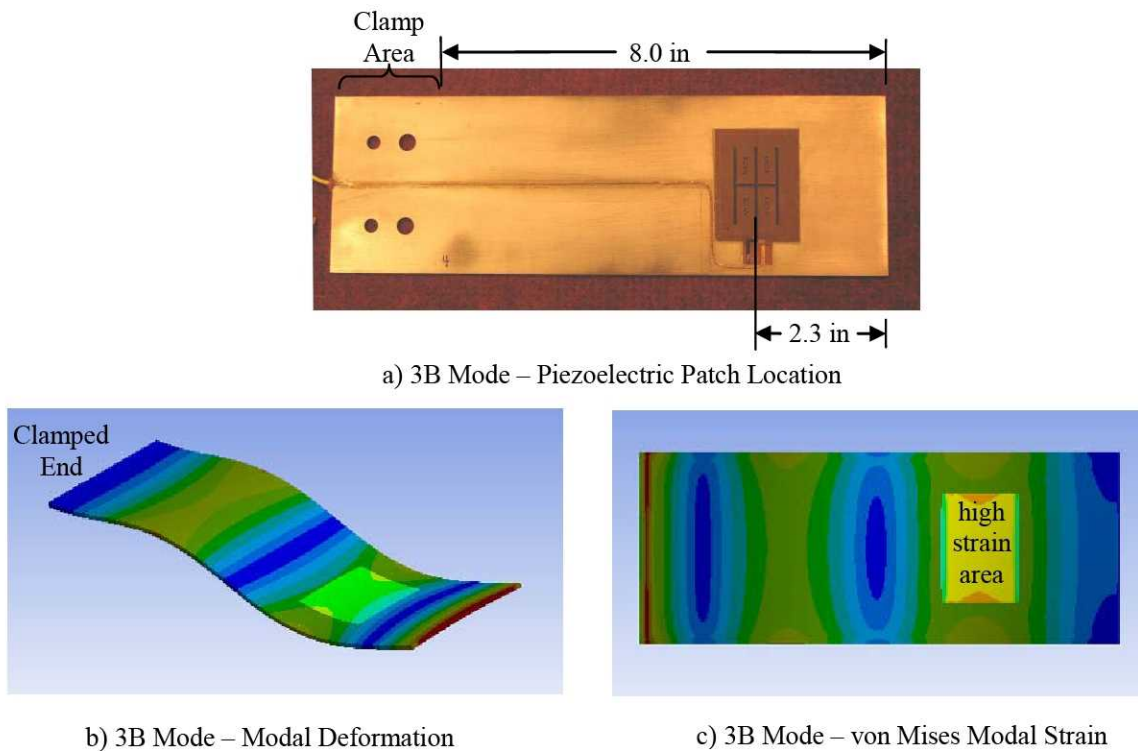 Clamp
Area
8.0 in
4
2.3 in
a) 3B Mode – Piezoelectric Patch Location
Clamped
End
high
strain
area
b) 3B Mode – Modal Deformation
c) 3B Mode – von Mises Modal Strain